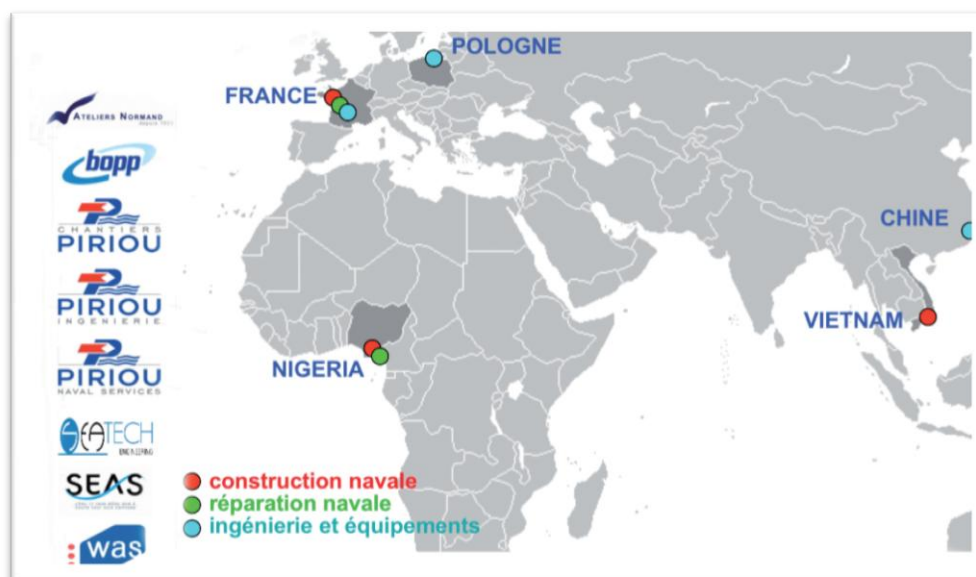 ATELIERS NORMAND
bopp
CHANTIERS
PIRIOU
PIRIOU
INGENIERIE
PIRIOU
NAVAL SERVICES
SEATECH
ENGINEERING
SEAS
was
POLOGNE
FRANCE
CHINE
VIETNAM
NIGERIA
construction navale
réparation navale
ingénierie et équipements